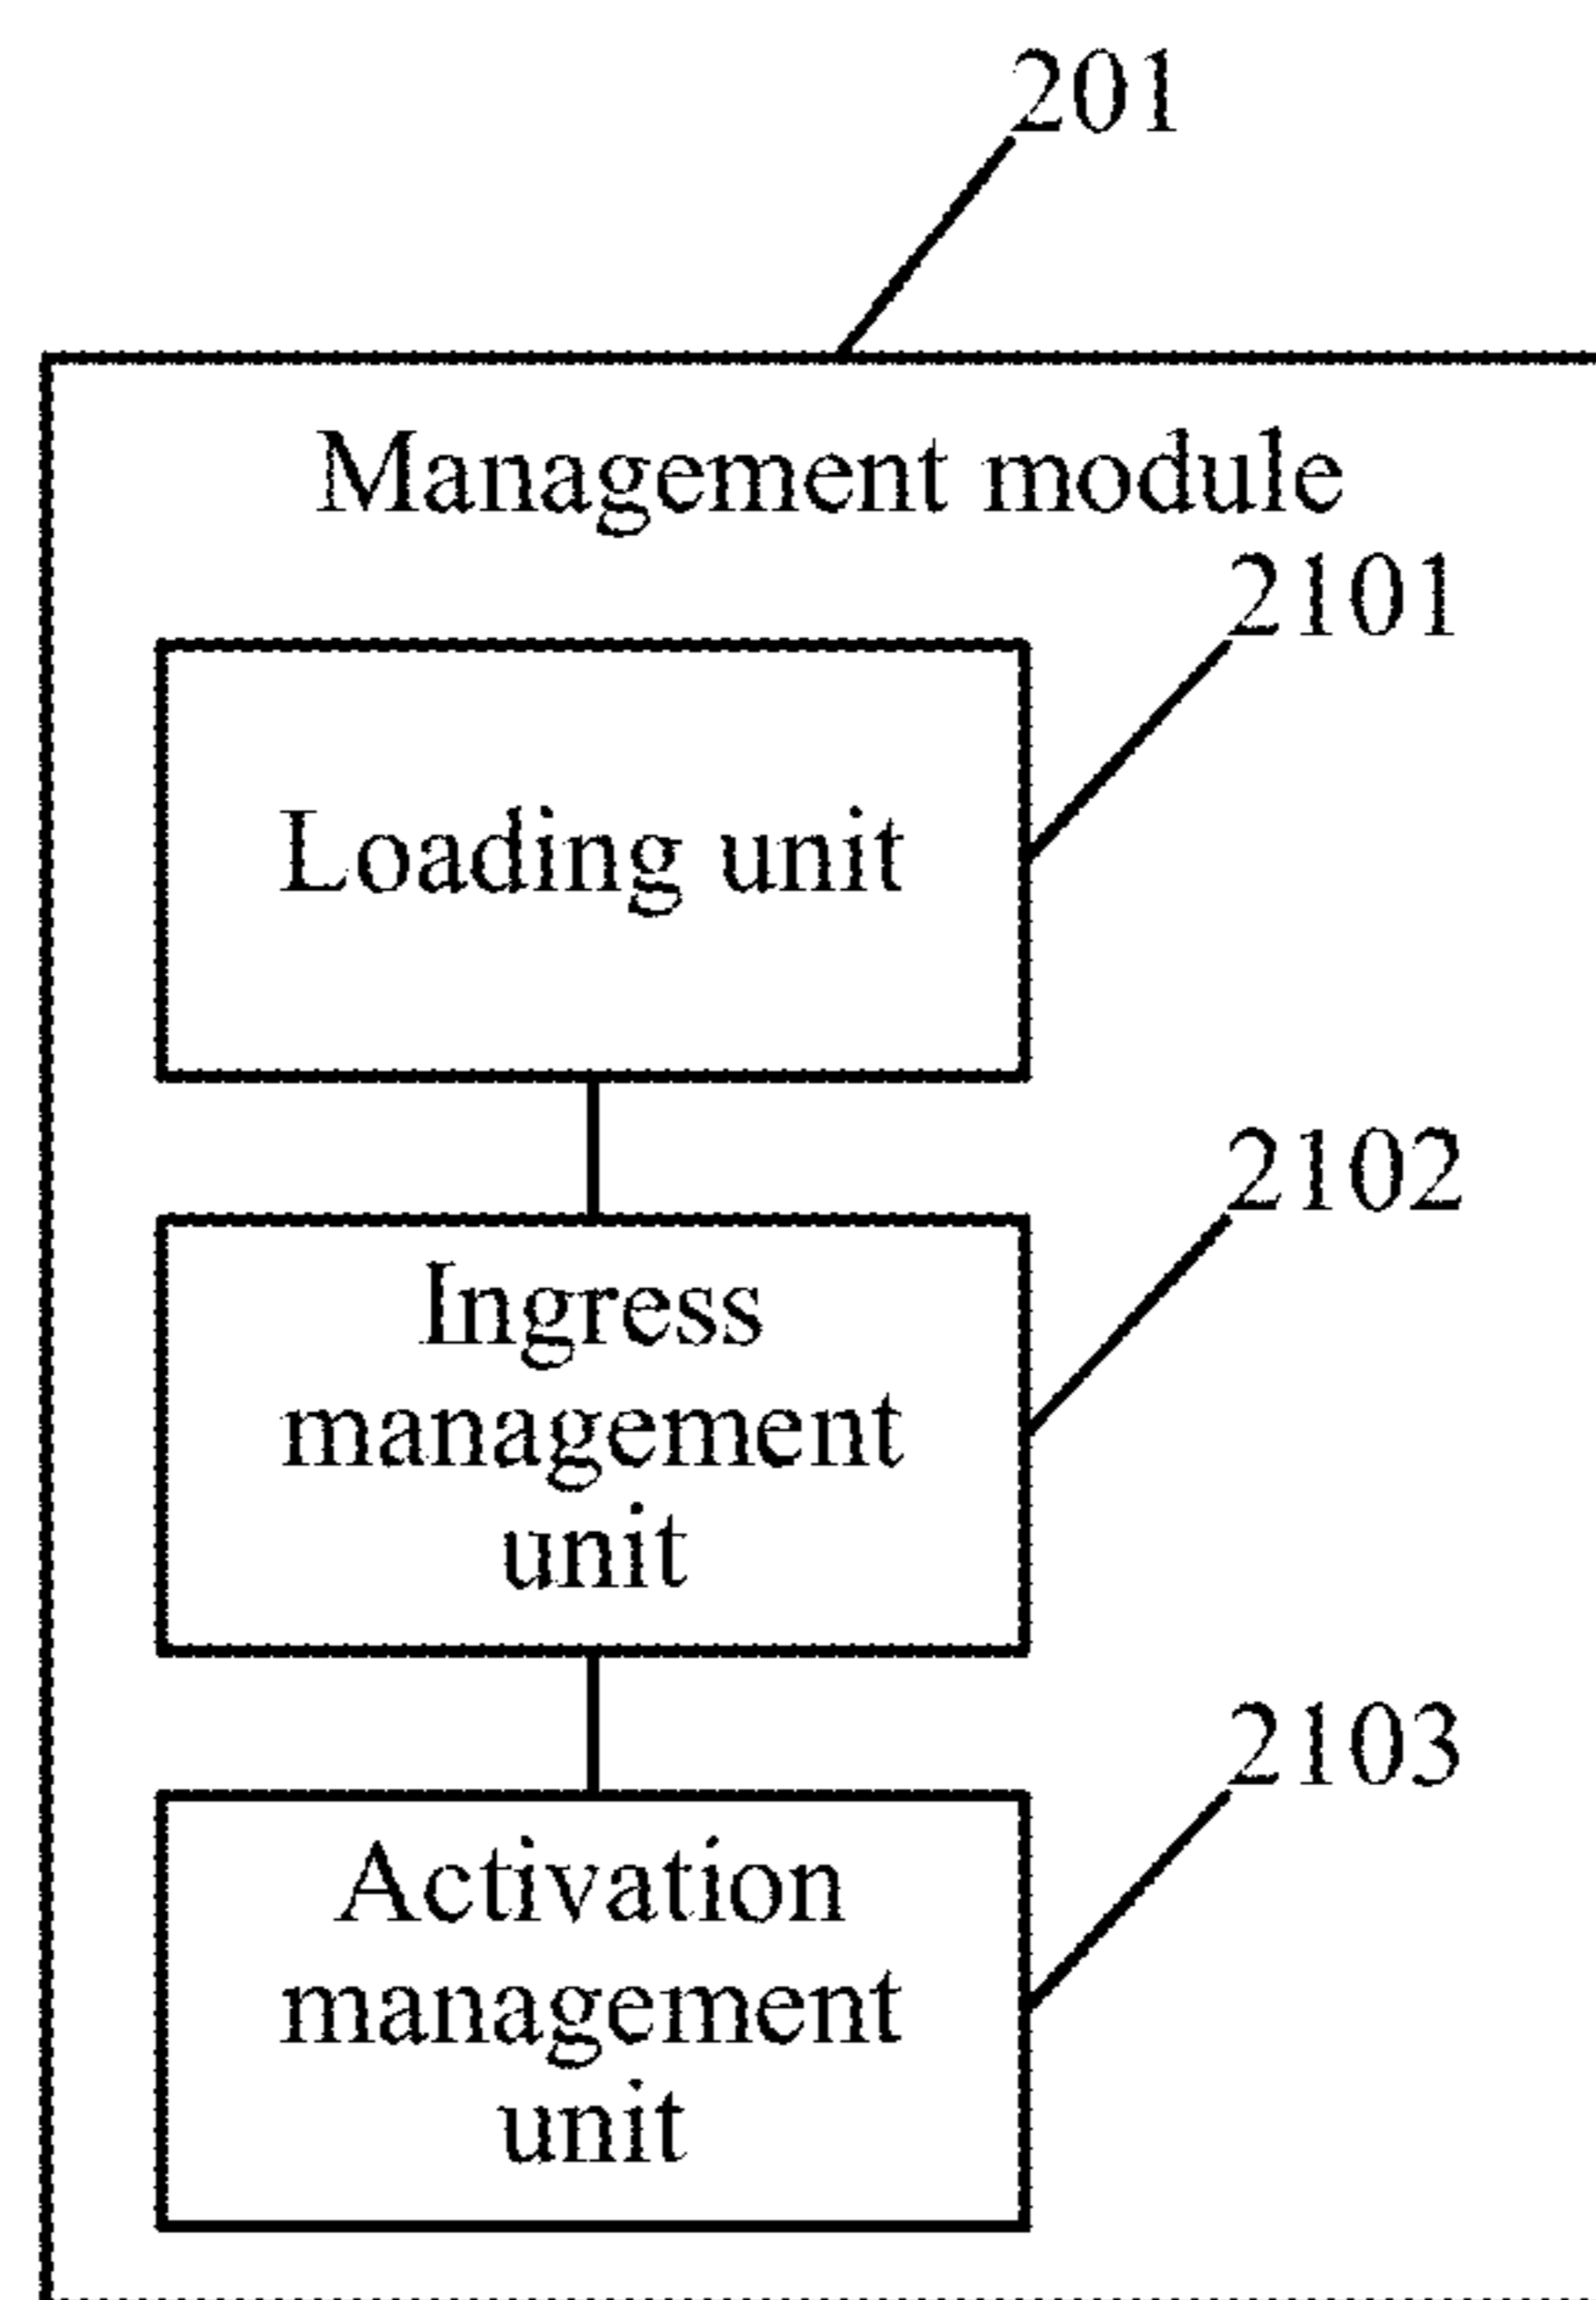 201
Management module
2101
Loading unit
2102
Ingress
management
unit
2103
Activation
management
unit